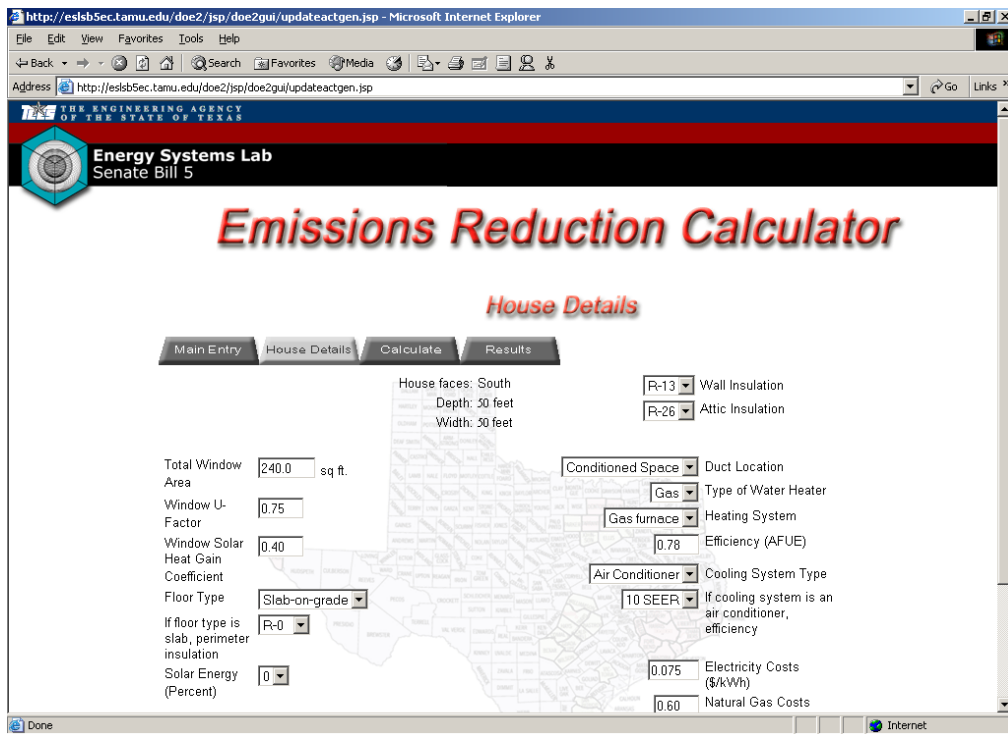 http://eslsb5ec.tamu.edu/doe2/jsp/doe2gui/updateactgen.jsp - Microsoft Internet Explorer
File Edit View Favorites Tools Help
Back Search Favorites Media
Address http://eslsb5ec.tamu.edu/doe2/jsp/doe2gui/updateactgen.jsp Go Links »
TEES THE ENGINEERING AGENCY
OF THE STATE OF TEXAS
Energy Systems Lab
Senate Bill 5
Emissions Reduction Calculator
House Details
Main Entry House Details Calculate Results
House faces: South
Depth: 50 feet
Width: 50 feet
R-13 Wall Insulation
R-26 Attic Insulation
Total Window
Area
240.0 sq ft.
Window U-
Factor
0.75
Window Solar
Heat Gain
Coefficient
0.40
Floor Type Slab-on-grade
If floor type is
slab, perimeter
insulation
R-0
Solar Energy
(Percent)
0
Conditioned Space Duct Location
Gas Type of Water Heater
Gas furnace Heating System
0.78 Efficiency (AFUE)
Air Conditioner Cooling System Type
10 SEER If cooling system is an
air conditioner,
efficiency
0.075 Electricity Costs
($/kWh)
0.60 Natural Gas Costs
Done Internet